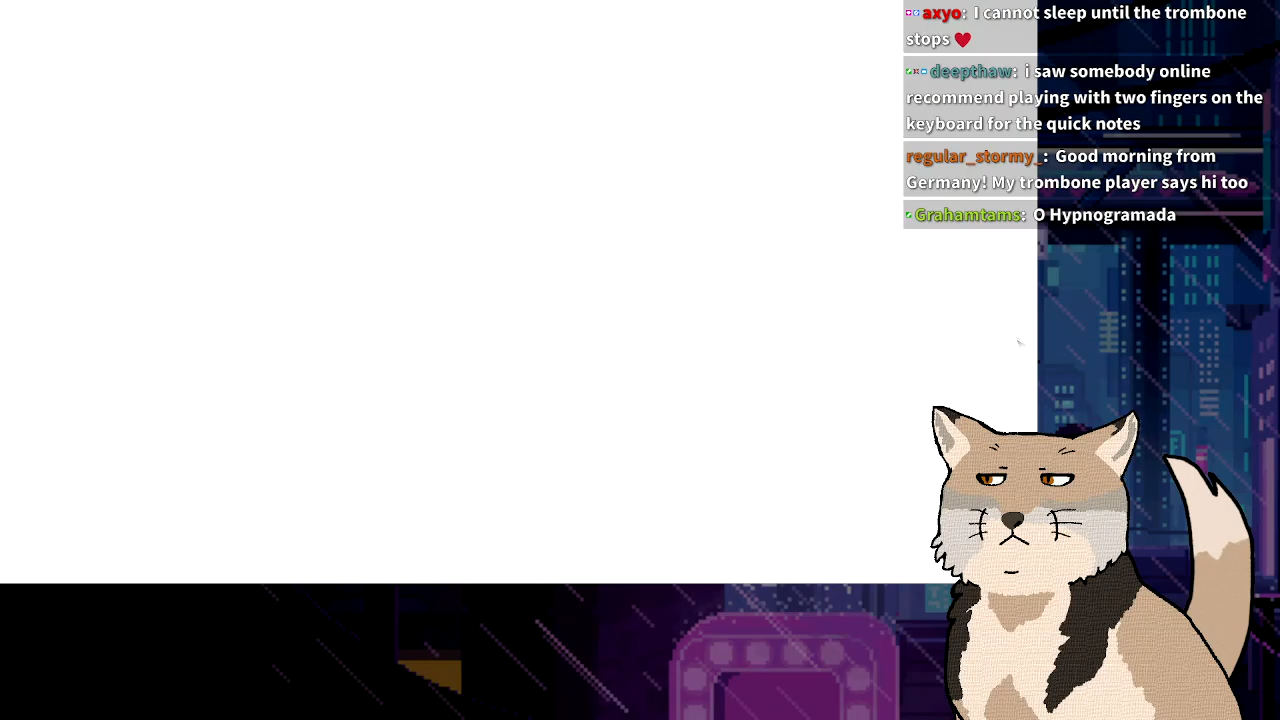 axyo: I cannot sleep until the trombone
stops ❤
deepthaw: i saw somebody online
recommend playing with two fingers on the
keyboard for the quick notes
regular_stormy_: Good morning from
Germany! My trombone player says hi too
Grahamtams: O Hypnogramada